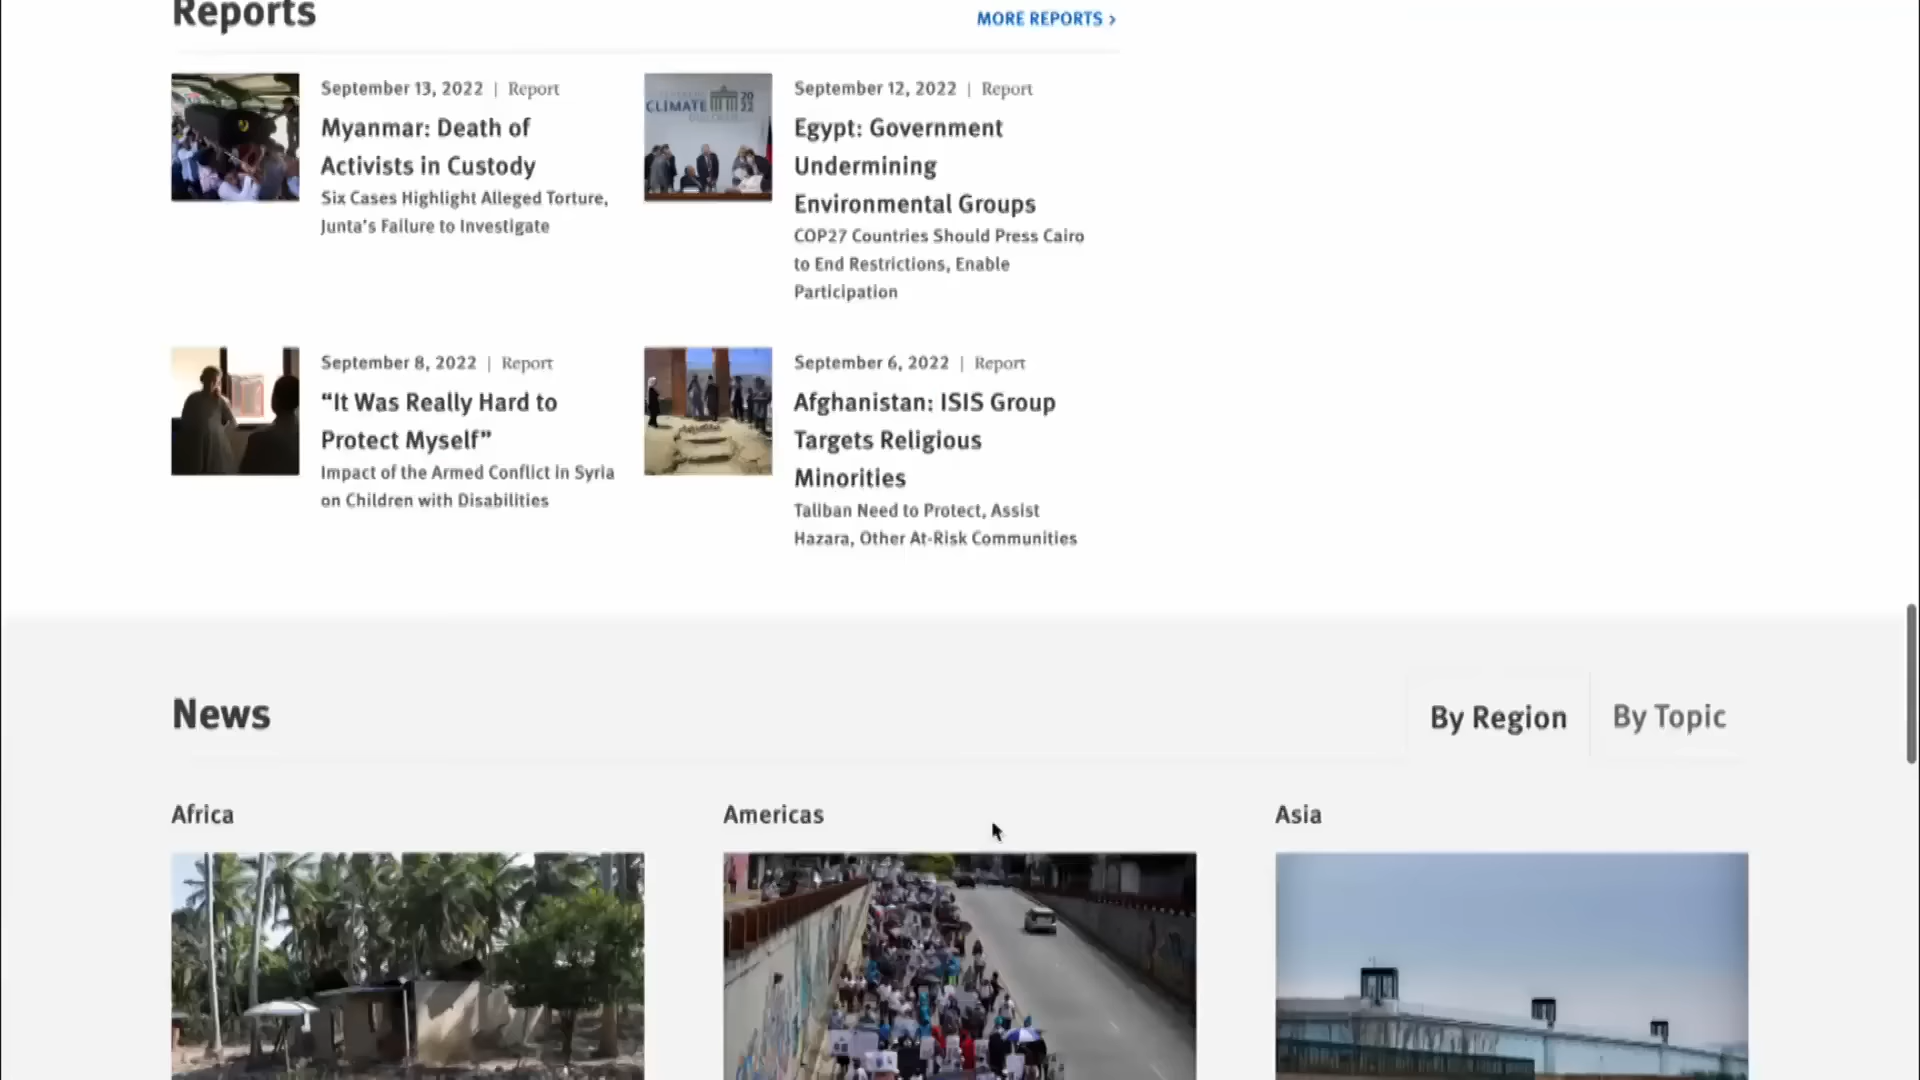 Reports
MORE REPORTS >
September 13, 2022 | Report
Myanmar: Death of
Activists in Custody
Six Cases Highlight Alleged Torture,
Junta's Failure to Investigate
CLIMATE
20
22
September 12, 2022 | Report
Egypt: Government
Undermining
Environmental Groups
COP27 Countries Should Press Cairo
to End Restrictions, Enable
Participation
September 8, 2022 | Report
“It Was Really Hard to
Protect Myself”
Impact of the Armed Conflict in Syria
on Children with Disabilities
September 6, 2022 | Report
Afghanistan: ISIS Group
Targets Religious
Minorities
Taliban Need to Protect, Assist
Hazara, Other At-Risk Communities
News
By Region
By Topic
Africa
Americas
Asia